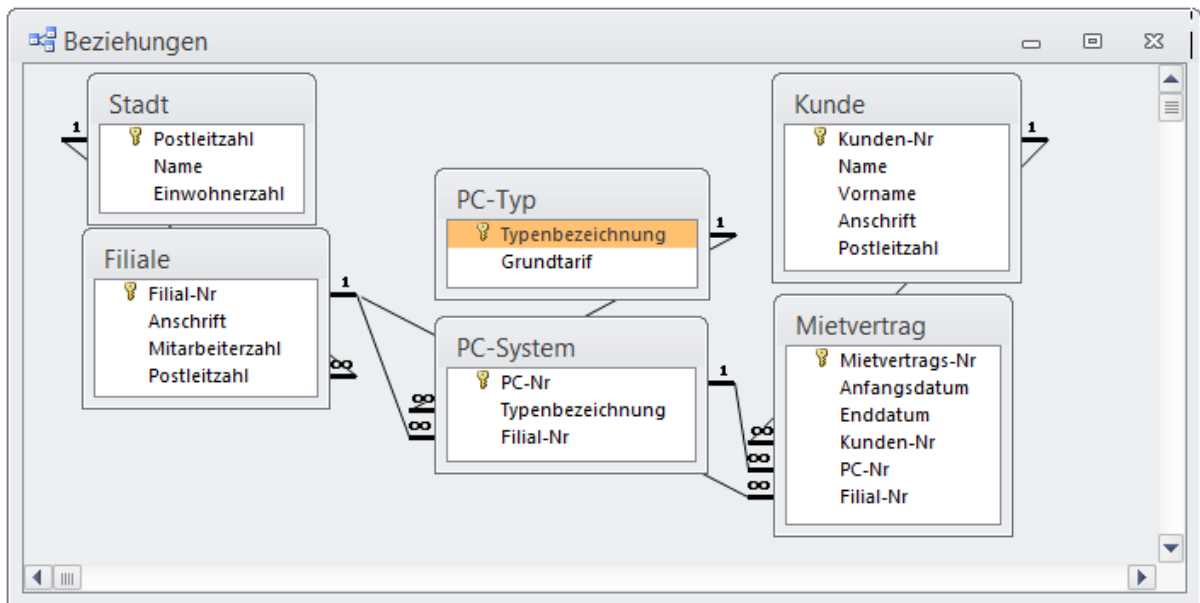 Beziehungen
Stadt
1
Postleitzahl
Name
Einwohnerzahl
Filiale
Filial-Nr
Anschrift
Mitarbeiterzahl
Postleitzahl
1
∞
PC-Typ
Typenbezeichnung
Grundtarif
1
PC-System
PC-Nr
Typenbezeichnung
Filial-Nr
1
∞
∞
Kunde
Kunden-Nr
Name
Vorname
Anschrift
Postleitzahl
1
Mietvertrag
Mietvertrags-Nr
Anfangsdatum
Enddatum
Kunden-Nr
PC-Nr
Filial-Nr
∞
∞
∞